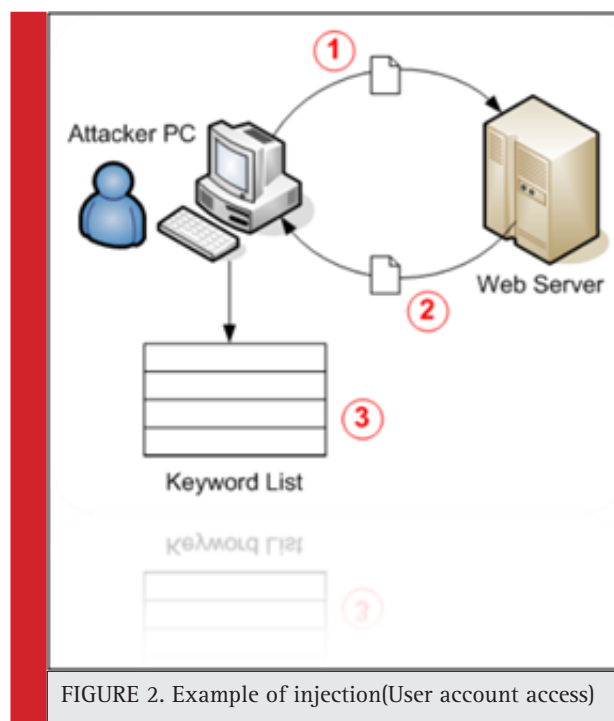 1
Attacker PC
Web Server
2
3
Keyword List
Keyword List
3
FIGURE 2. Example of injection(User account access)